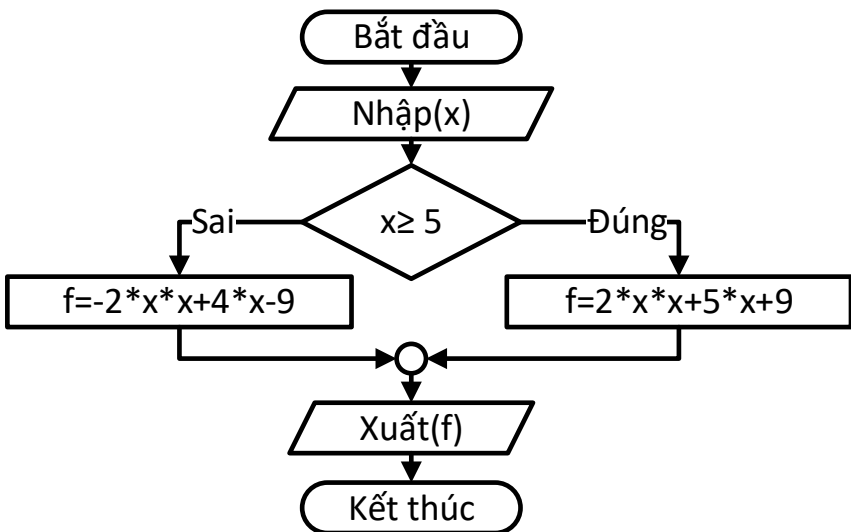 Bắt đầu
Nhập(x)
Sai
x≥ 5
Đúng
f=-2*x*x+4*x-9
f=2*x*x+5*x+9
Xuất(f)
Kết thúc